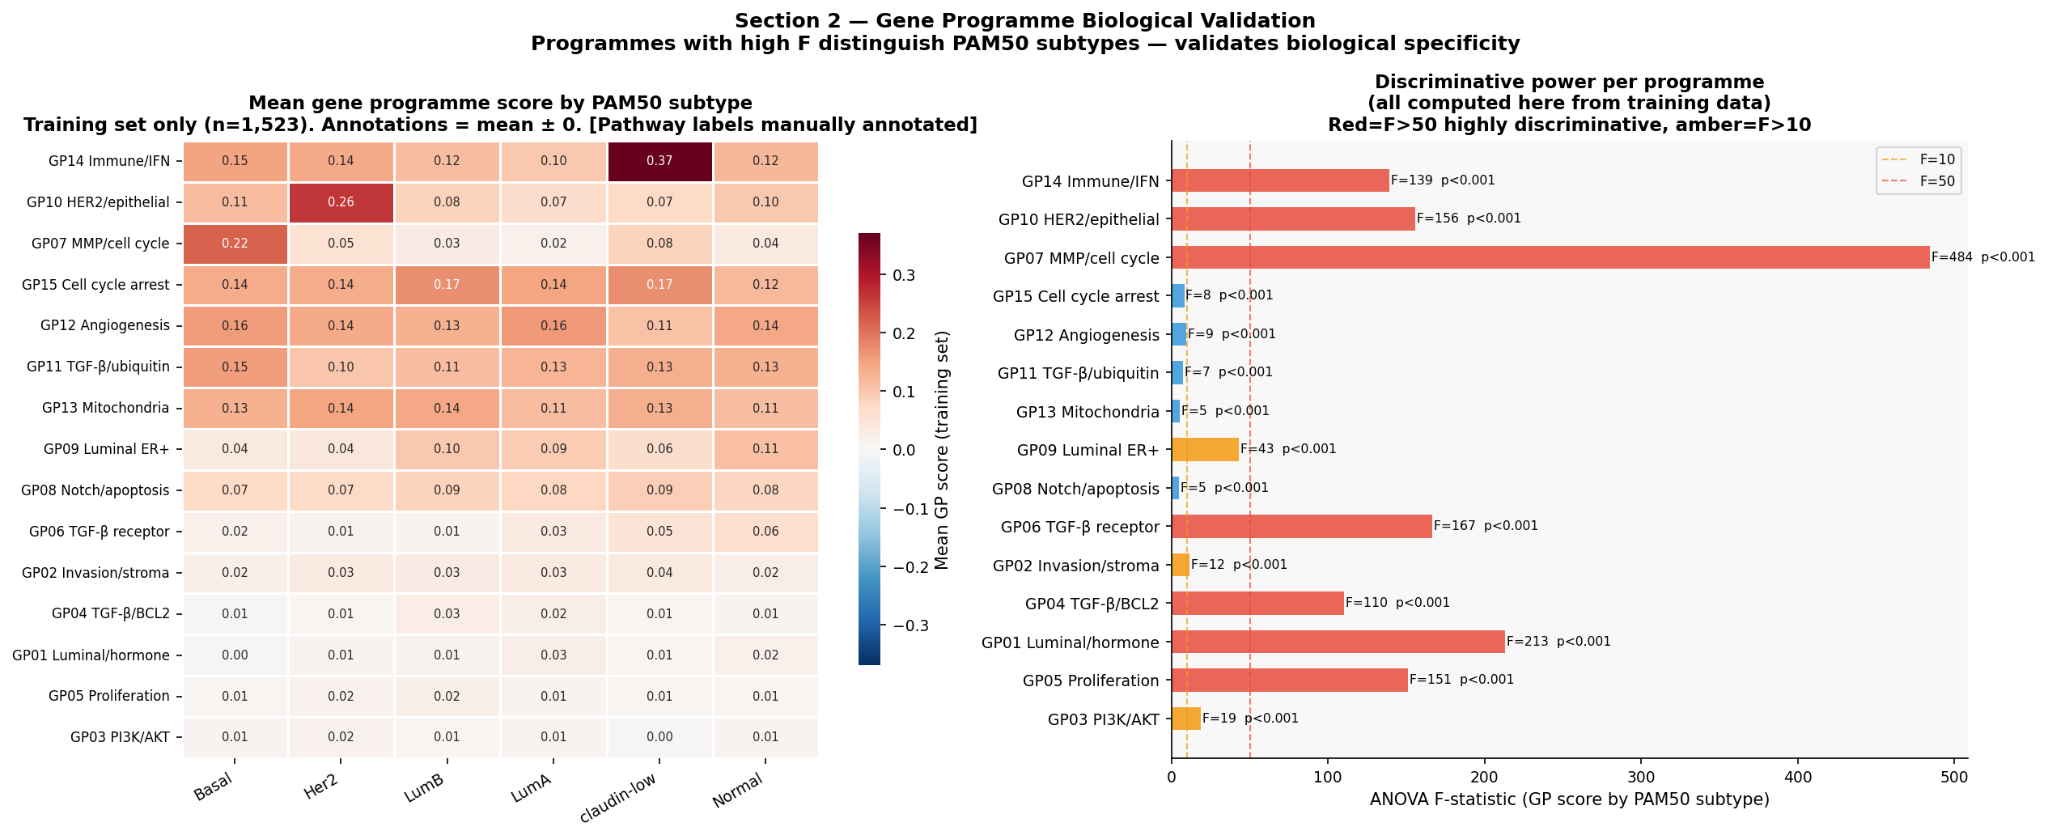 Section 2 — Gene Programme Biological Validation
Programmes with high F distinguish PAM50 subtypes — validates biological specificity
Mean gene programme score by PAM50 subtype
Training set only (n=1,523). Annotations = mean ± 0. [Pathway labels manually annotated]
GP14 Immune/IFN 0.15 0.14 0.12 0.10 0.37 0.12
GP10 HER2/epithelial 0.11 0.26 0.08 0.07 0.07 0.10
GP07 MMP/cell cycle 0.22 0.05 0.03 0.02 0.08 0.04
GP15 Cell cycle arrest 0.14 0.14 0.17 0.14 0.17 0.12
GP12 Angiogenesis 0.16 0.14 0.13 0.16 0.11 0.14
GP11 TGF-β/ubiquitin 0.15 0.10 0.11 0.13 0.13 0.13
GP13 Mitochondria 0.13 0.14 0.14 0.11 0.13 0.11
GP09 Luminal ER+ 0.04 0.04 0.10 0.09 0.06 0.11
GP08 Notch/apoptosis 0.07 0.07 0.09 0.08 0.09 0.08
GP06 TGF-β receptor 0.02 0.01 0.01 0.03 0.05 0.06
GP02 Invasion/stroma 0.02 0.03 0.03 0.03 0.04 0.02
GP04 TGF-β/BCL2 0.01 0.01 0.03 0.02 0.01 0.01
GP01 Luminal/hormone 0.00 0.01 0.01 0.03 0.01 0.02
GP05 Proliferation 0.01 0.02 0.02 0.01 0.01 0.01
GP03 PI3K/AKT 0.01 0.02 0.01 0.01 0.00 0.01
Basal Her2 LumB LumA claudin-low Normal
0.3
0.2
0.1
0.0
−0.1
−0.2
−0.3
Mean GP score (training set)
Discriminative power per programme
(all computed here from training data)
Red=F>50 highly discriminative, amber=F>10
F=10
F=50
GP14 Immune/IFN F=139 p<0.001
GP10 HER2/epithelial F=156 p<0.001
GP07 MMP/cell cycle F=484 p<0.001
GP15 Cell cycle arrest F=8 p<0.001
GP12 Angiogenesis F=9 p<0.001
GP11 TGF-β/ubiquitin F=7 p<0.001
GP13 Mitochondria F=5 p<0.001
GP09 Luminal ER+ F=43 p<0.001
GP08 Notch/apoptosis F=5 p<0.001
GP06 TGF-β receptor F=167 p<0.001
GP02 Invasion/stroma F=12 p<0.001
GP04 TGF-β/BCL2 F=110 p<0.001
GP01 Luminal/hormone F=213 p<0.001
GP05 Proliferation F=151 p<0.001
GP03 PI3K/AKT F=19 p<0.001
0 100 200 300 400 500
ANOVA F-statistic (GP score by PAM50 subtype)